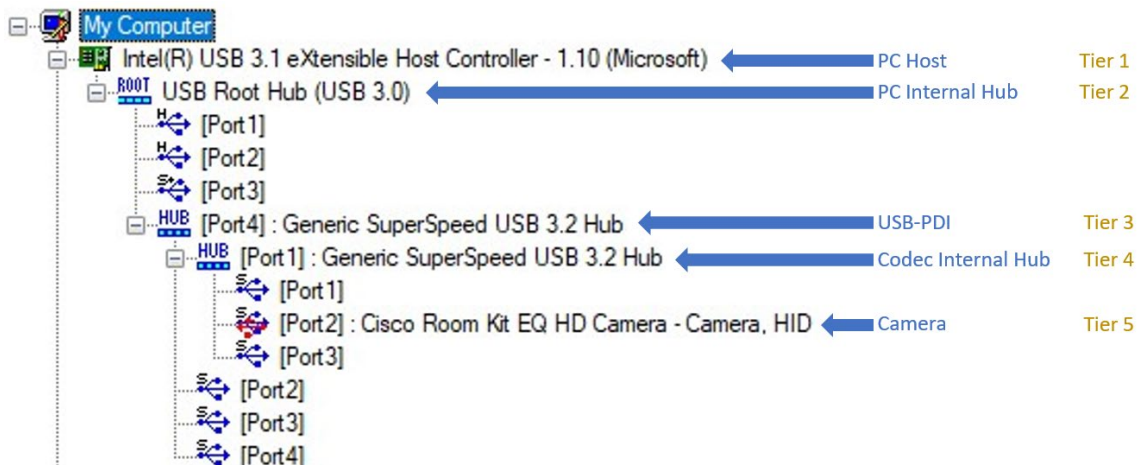 My Computer
Intel(R) USB 3.1 eXtensible Host Controller - 1.10 (Microsoft) PC Host Tier 1
ROOT USB Root Hub (USB 3.0) PC Internal Hub Tier 2
H [Port1]
H [Port2]
S+ [Port3]
HUB [Port4] : Generic SuperSpeed USB 3.2 Hub USB-PDI Tier 3
HUB [Port1] : Generic SuperSpeed USB 3.2 Hub Codec Internal Hub Tier 4
S [Port1]
S [Port2] : Cisco Room Kit EQ HD Camera - Camera, HID Camera Tier 5
S [Port3]
S [Port2]
S [Port3]
S [Port4]